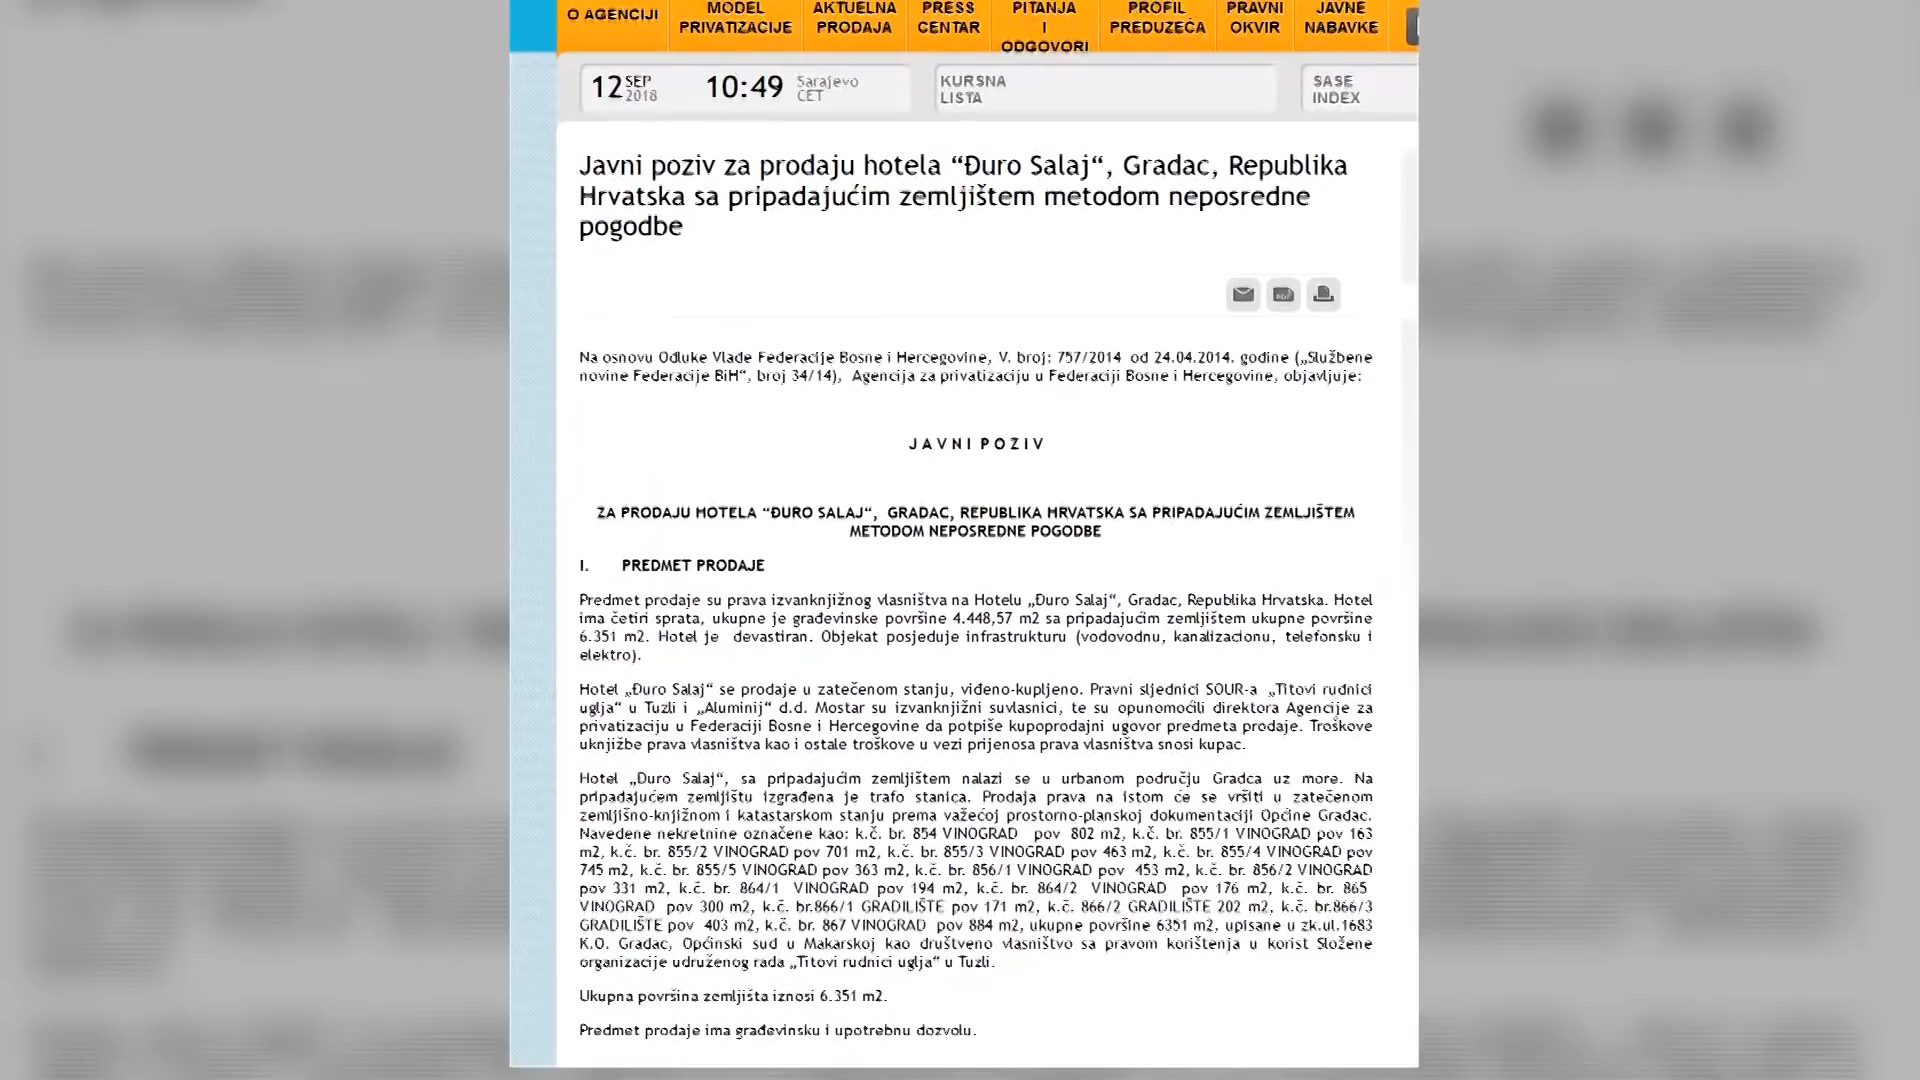 O AGENCIJI
MODEL
PRIVATIZACIJE
AKTUELNA
PRODAJA
PRESS
CENTAR
PITANJA
I
ODGOVORI
PROFIL
PREDUZEĆA
PRAVNI
OKVIR
JAVNE
NABAVKE
12 SEP 2018 10:49 Sarajevo CET
KURSNA
LISTA
SASE
INDEX
Javni poziv za prodaju hotela “Đuro Salaj“, Gradac, Republika
Hrvatska sa pripadajućim zemljištem metodom neposredne
pogodbe
Na osnovu Odluke Vlade Federacije Bosne i Hercegovine, V. broj: 757/2014 od 24.04.2014. godine („Službene
novine Federacije BiH“, broj 34/14), Agencija za privatizaciju u Federaciji Bosne i Hercegovine, objavljuje:
J A V N I P O Z I V
ZA PRODAJU HOTELA “ĐURO SALAJ“, GRADAC, REPUBLIKA HRVATSKA SA PRIPADAJUĆIM ZEMLJIŠTEM
METODOM NEPOSREDNE POGODBE
I. PREDMET PRODAJE
Predmet prodaje su prava izvanknjižnog vlasništva na Hotelu „Đuro Salaj“, Gradac, Republika Hrvatska. Hotel
ima četiri sprata, ukupne je građevinske površine 4.448,57 m2 sa pripadajućim zemljištem ukupne površine
6.351 m2. Hotel je devastiran. Objekat posjeduje infrastrukturu (vodovodnu, kanalizacionu, telefonsku i
elektro).
Hotel „Đuro Salaj“ se prodaje u zatečenom stanju, viđeno-kupljeno. Pravni sljednici SOUR-a „Titovi rudnici
uglja“ u Tuzli i „Aluminij“ d.d. Mostar su izvanknjižni suvlasnici, te su opunomoćili direktora Agencije za
privatizaciju u Federaciji Bosne i Hercegovine da potpiše kupoprodajni ugovor predmeta prodaje. Troškove
uknjižbe prava vlasništva kao i ostale troškove u vezi prijenosa prava vlasništva snosi kupac.
Hotel „Đuro Salaj“, sa pripadajućim zemljištem nalazi se u urbanom području Gradca uz more. Na
pripadajućem zemljištu izgrađena je trafo stanica. Prodaja prava na istom će se vršiti u zatečenom
zemljišno-knjižnom i katastarskom stanju prema važećoj prostorno-planskoj dokumentaciji Općine Gradac.
Navedene nekretnine označene kao: k.č. br. 854 VINOGRAD pov 802 m2, k.č. br. 855/1 VINOGRAD pov 163
m2, k.č. br. 855/2 VINOGRAD pov 701 m2, k.č. br. 855/3 VINOGRAD pov 463 m2, k.č. br. 855/4 VINOGRAD pov
745 m2, k.č. br. 855/5 VINOGRAD pov 363 m2, k.č. br. 856/1 VINOGRAD pov 453 m2, k.č. br. 856/2 VINOGRAD
pov 331 m2, k.č. br. 864/1 VINOGRAD pov 194 m2, k.č. br. 864/2 VINOGRAD pov 176 m2, k.č. br. 865
VINOGRAD pov 300 m2, k.č. br.866/1 GRADILIŠTE pov 171 m2, k.č. 866/2 GRADILIŠTE 202 m2, k.č. br.866/3
GRADILIŠTE pov 403 m2, k.č. br. 867 VINOGRAD pov 884 m2, ukupne površine 6351 m2, upisane u zk.ul.1683
K.O. Gradac, Općinski sud u Makarskoj kao društveno vlasništvo sa pravom korištenja u korist Složene
organizacije udruženog rada „Titovi rudnici uglja“ u Tuzli.
Ukupna površina zemljišta iznosi 6.351 m2.
Predmet prodaje ima građevinsku i upotrebnu dozvolu.